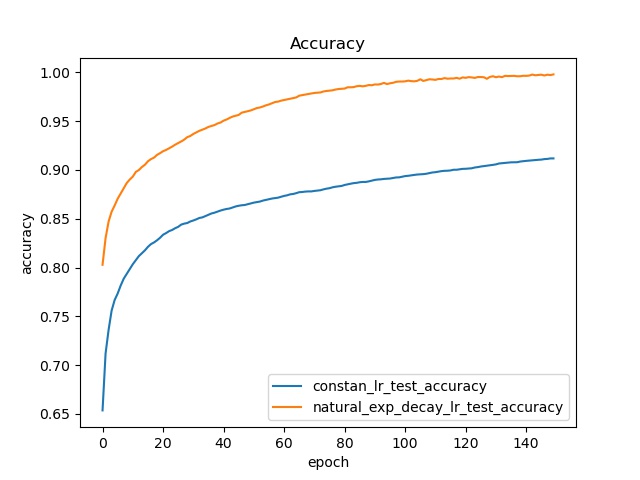 Accuracy
1.00
0.95
0.90
0.85
0.80
0.75
0.70
0.65
accuracy
constan_lr_test_accuracy
natural_exp_decay_lr_test_accuracy
0 20 40 60 80 100 120 140
epoch